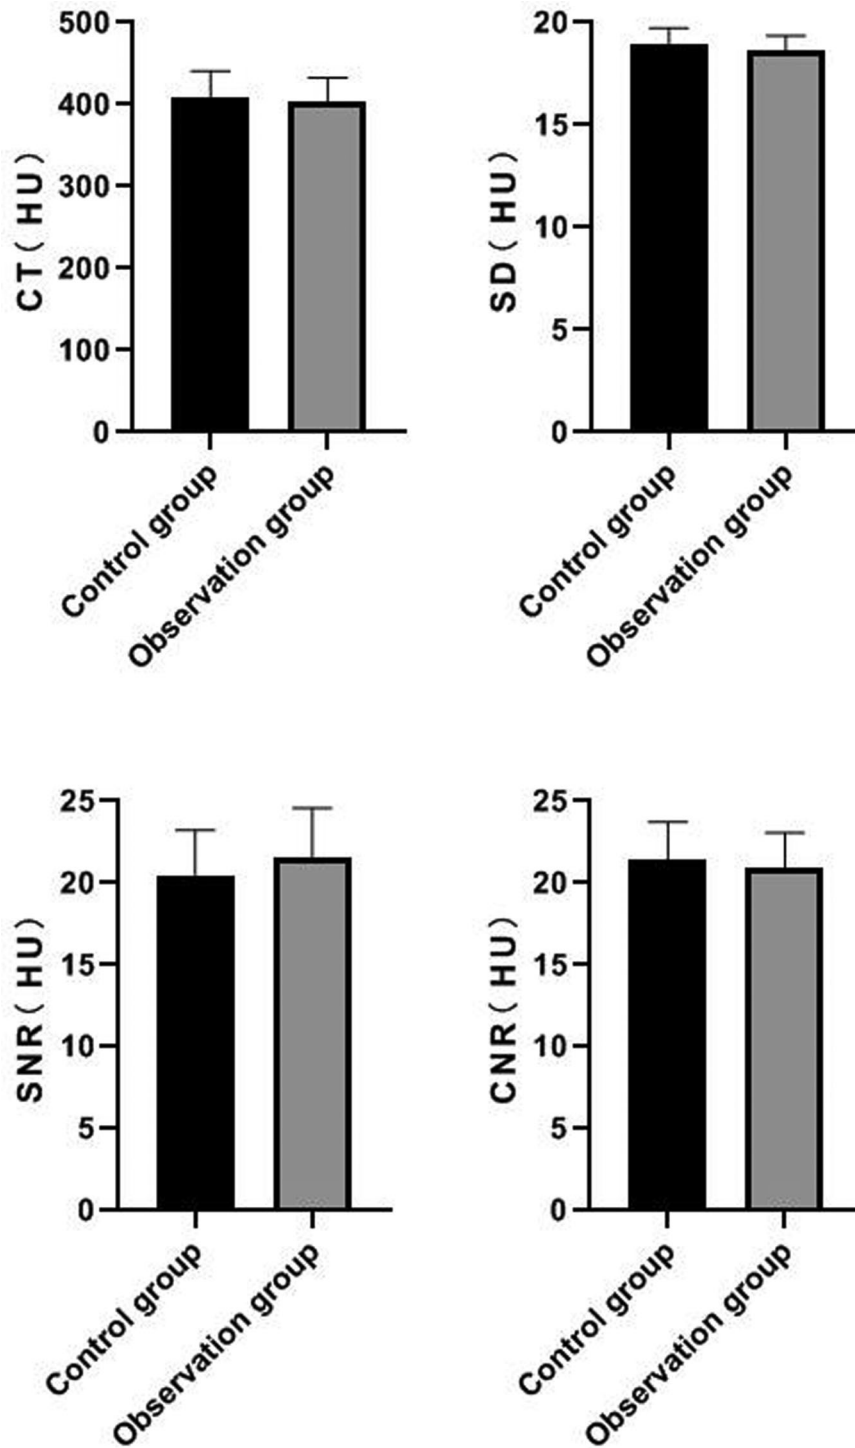 CT( HU)
500
400
300
200
100
0
Control group
Observation group
SD( HU)
20
15
10
5
0
Control group
Observation group
SNR( HU)
25
20
15
10
5
0
Control group
Observation group
CNR( HU)
25
20
15
10
5
0
Control group
Observation group